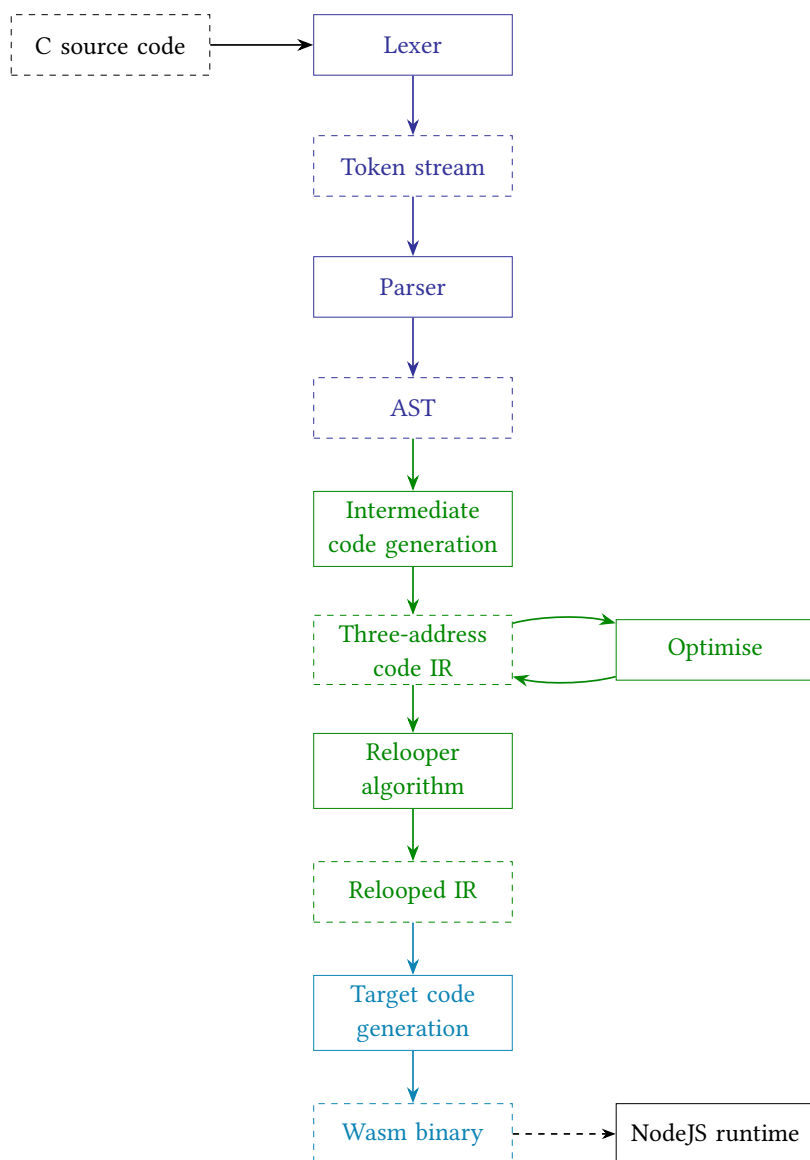 C source code
Lexer
Token stream
Parser
AST
Intermediate
code generation
Three-address
code IR
Optimise
Relooper
algorithm
Relooped IR
Target code
generation
Wasm binary
NodeJS runtime